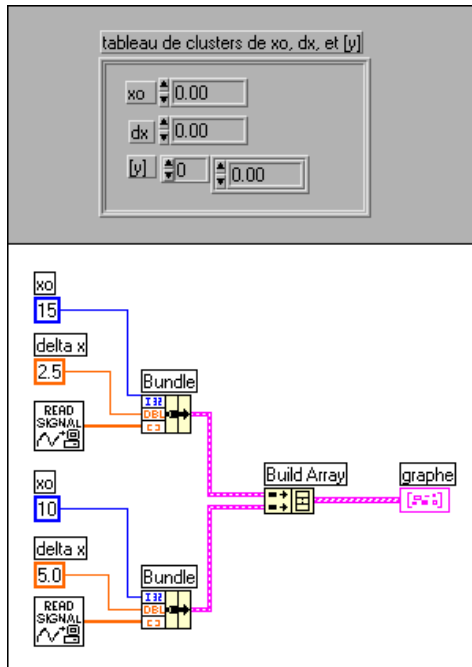 tableau de clusters de xo, dx, et [y]
xo 0.00
dx 0.00
[y] 0 0.00
xo
15
delta x
2.5
Bundle
I32
DBL
[ ]
READ
SIGNAL
Build Array
graphe
xo
10
delta x
5.0
Bundle
I32
DBL
[ ]
READ
SIGNAL